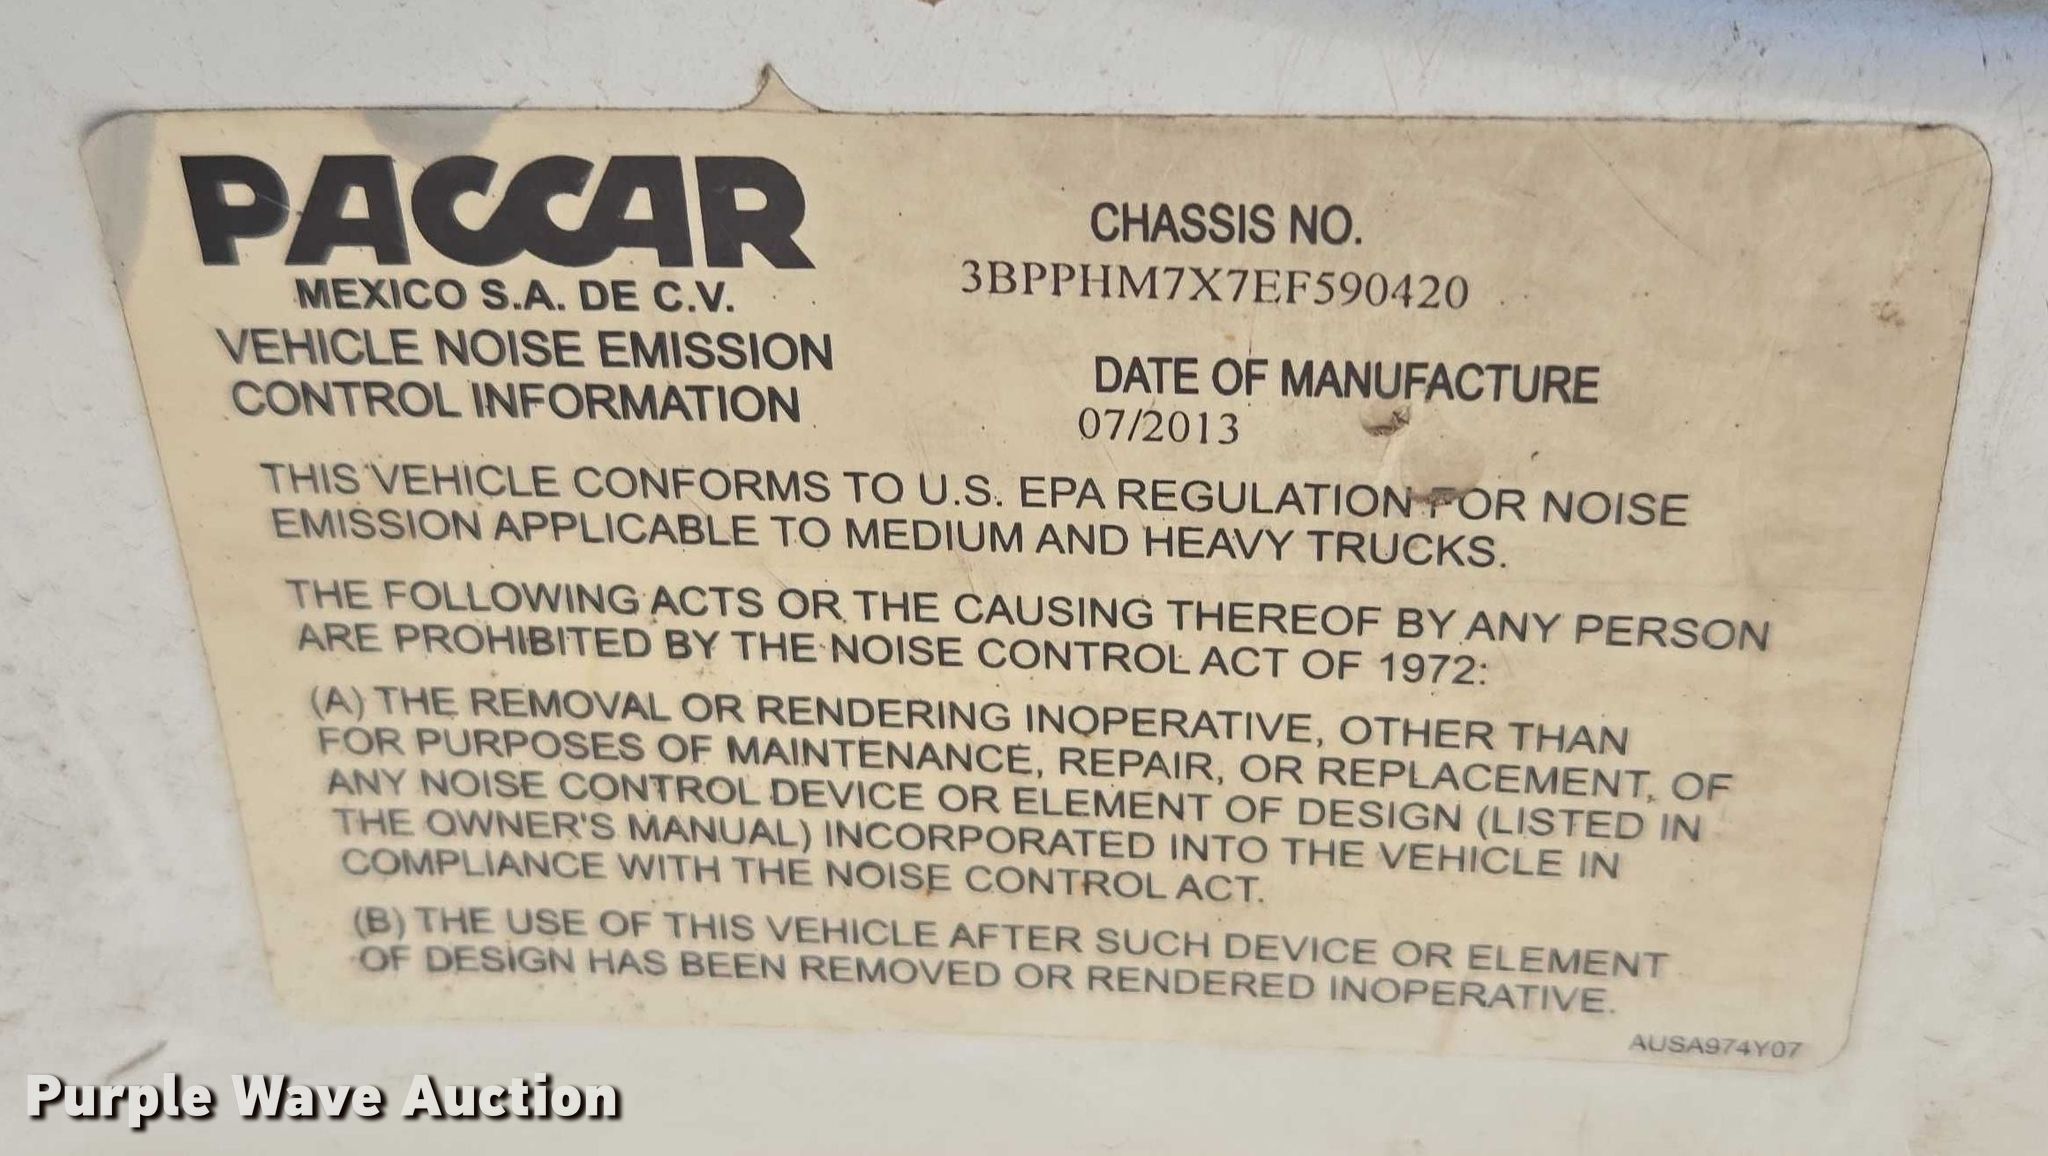 PACCAR
MEXICO S.A. DE C.V.
VEHICLE NOISE EMISSION
CONTROL INFORMATION
CHASSIS NO.
3BPPHM7X7EF590420
DATE OF MANUFACTURE
07/2013
THIS VEHICLE CONFORMS TO U.S. EPA REGULATION FOR NOISE
EMISSION APPLICABLE TO MEDIUM AND HEAVY TRUCKS.
THE FOLLOWING ACTS OR THE CAUSING THEREOF BY ANY PERSON
ARE PROHIBITED BY THE NOISE CONTROL ACT OF 1972:
(A) THE REMOVAL OR RENDERING INOPERATIVE, OTHER THAN
FOR PURPOSES OF MAINTENANCE, REPAIR, OR REPLACEMENT, OF
ANY NOISE CONTROL DEVICE OR ELEMENT OF DESIGN (LISTED IN
THE OWNER'S MANUAL) INCORPORATED INTO THE VEHICLE IN
COMPLIANCE WITH THE NOISE CONTROL ACT.
(B) THE USE OF THIS VEHICLE AFTER SUCH DEVICE OR ELEMENT
OF DESIGN HAS BEEN REMOVED OR RENDERED INOPERATIVE.
AUSA974Y07
Purple Wave Auction